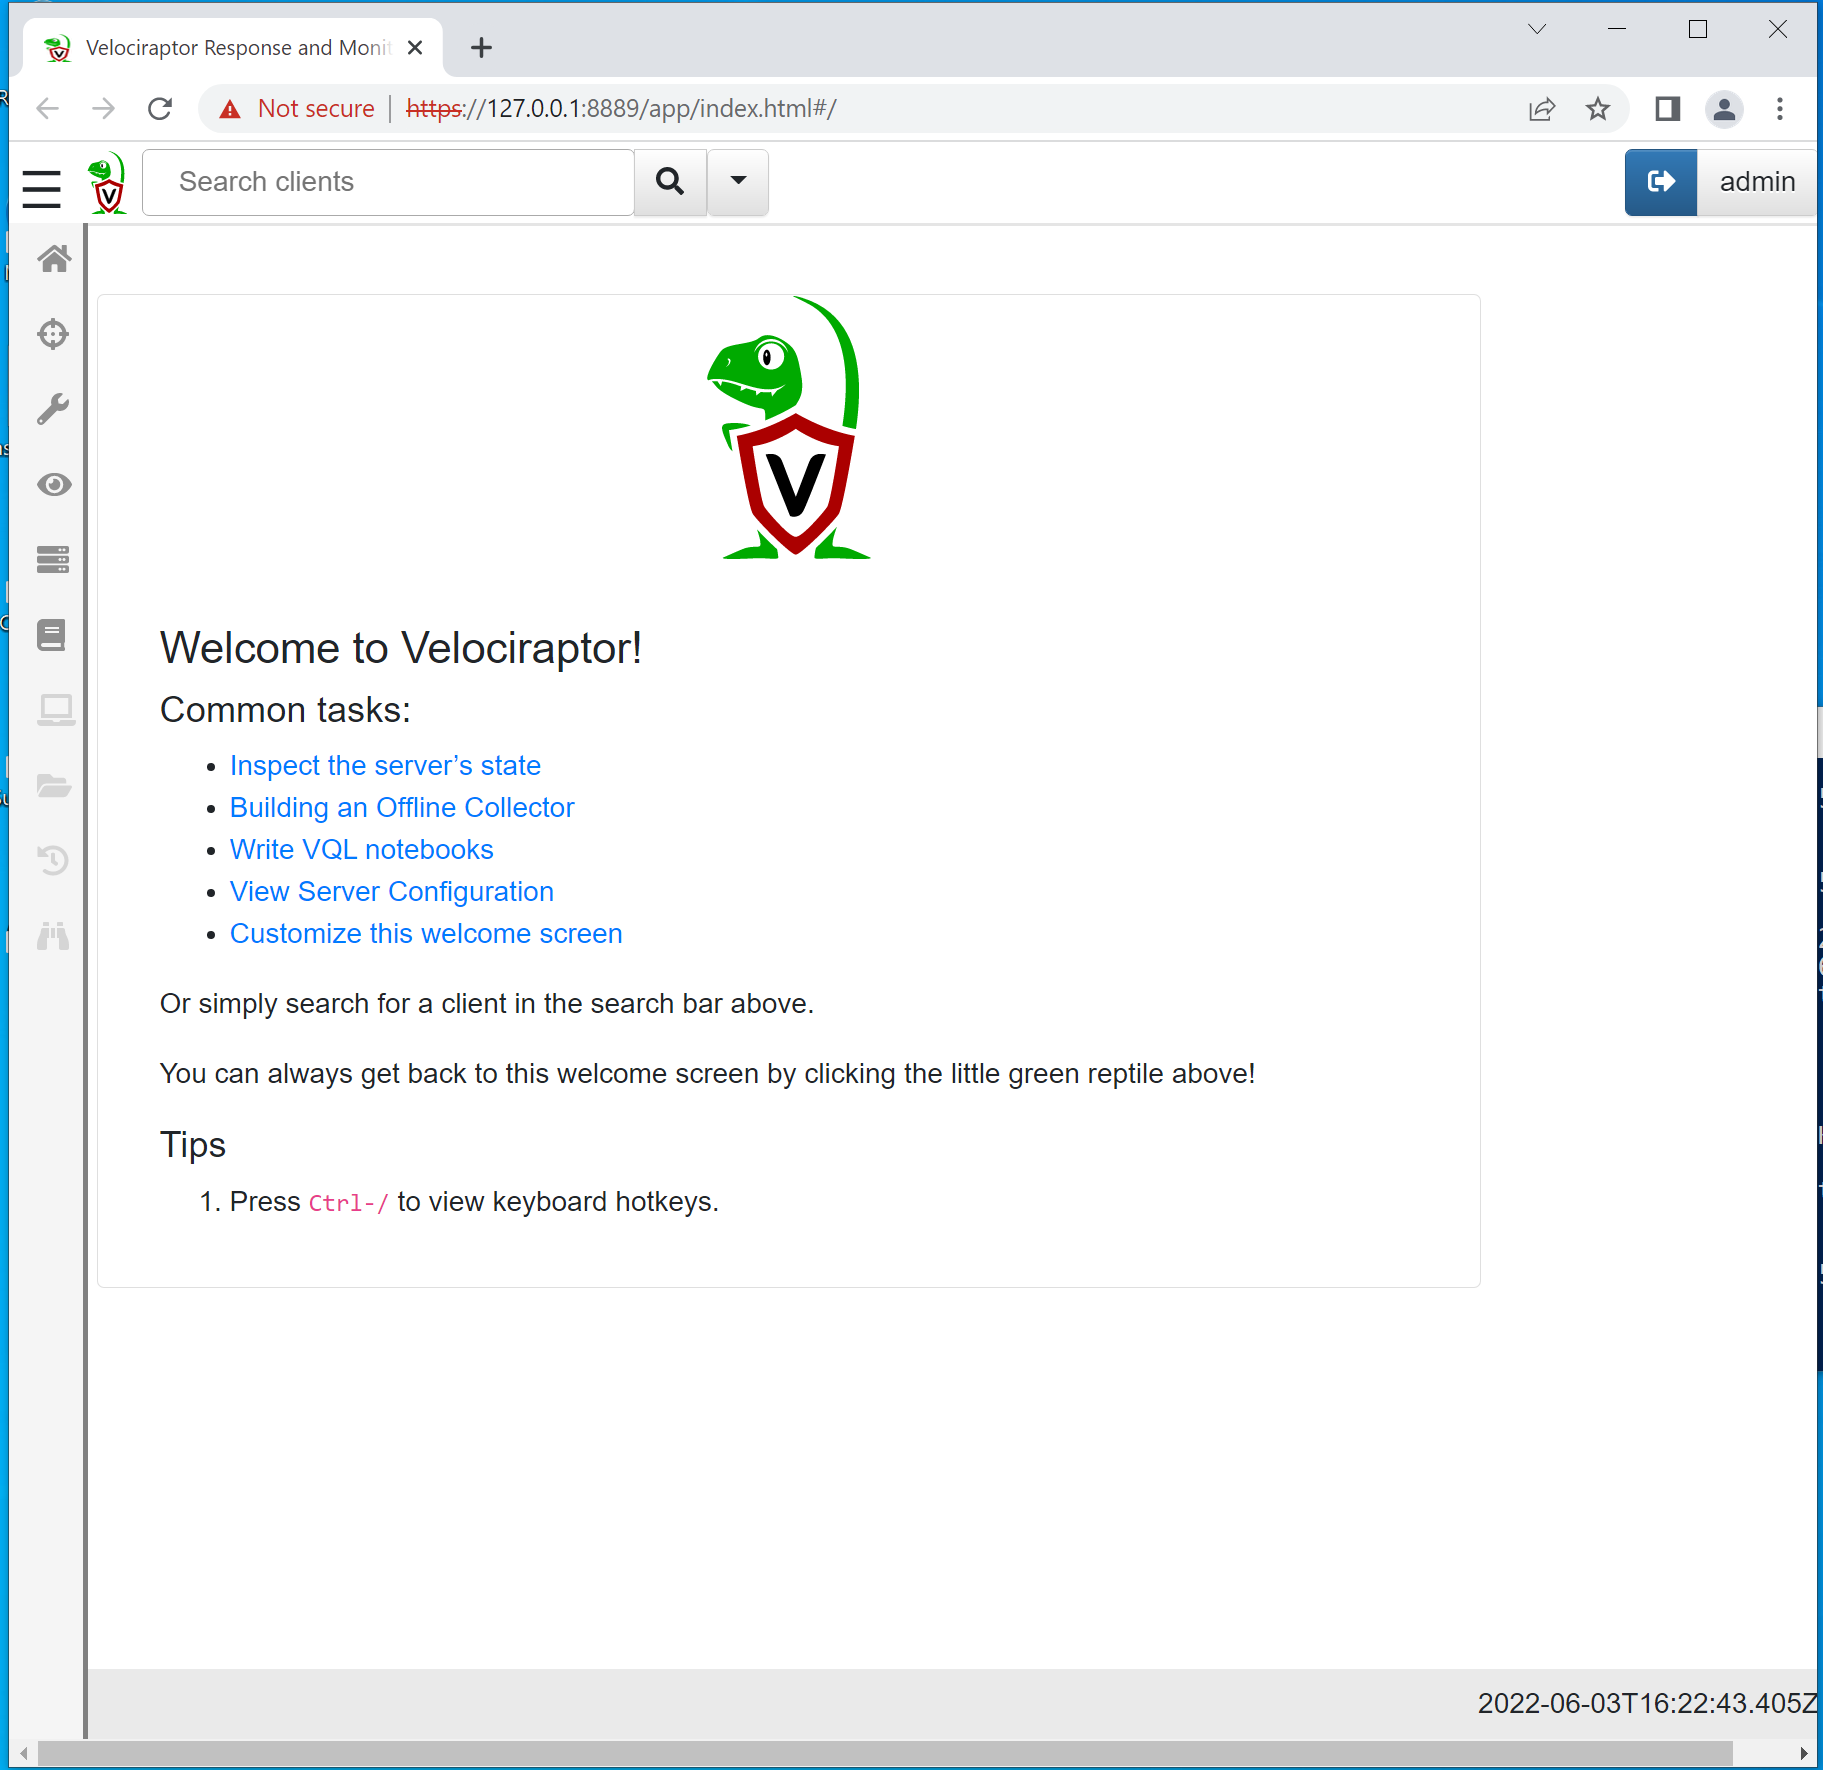 Velociraptor Response and Monit
Not secure | https://127.0.0.1:8889/app/index.html#/
Search clients
admin
V
V
Welcome to Velociraptor!
Common tasks:
• Inspect the server’s state
• Building an Offline Collector
• Write VQL notebooks
• View Server Configuration
• Customize this welcome screen
Or simply search for a client in the search bar above.
You can always get back to this welcome screen by clicking the little green reptile above!
Tips
1. Press Ctrl-/ to view keyboard hotkeys.
2022-06-03T16:22:43.405Z